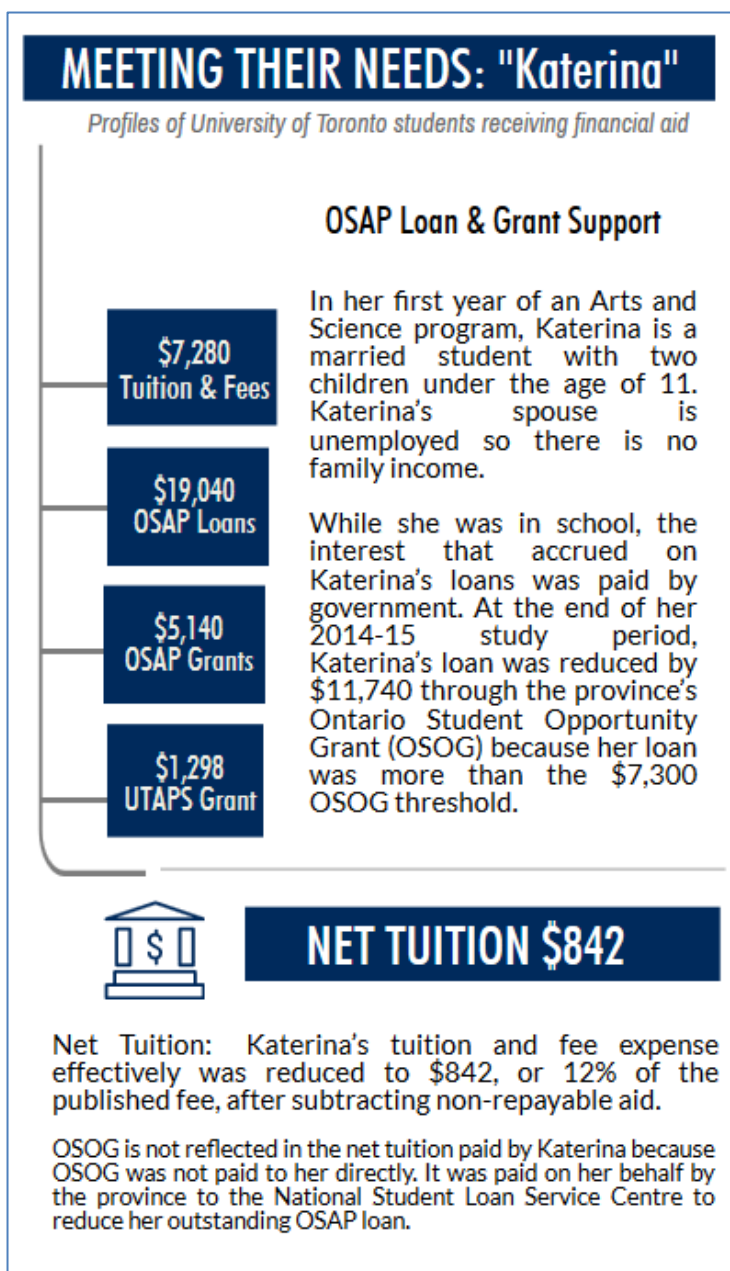 MEETING THEIR NEEDS: "Katerina"
Profiles of University of Toronto students receiving financial aid
OSAP Loan & Grant Support
$7,280
Tuition & Fees
$19,040
OSAP Loans
$5,140
OSAP Grants
$1,298
UTAPS Grant
In her first year of an Arts and
Science program, Katerina is a
married student with two
children under the age of 11.
Katerina's spouse is
unemployed so there is no
family income.
While she was in school, the
interest that accrued on
Katerina's loans was paid by
government. At the end of her
2014-15 study period,
Katerina's loan was reduced by
$11,740 through the province's
Ontario Student Opportunity
Grant (OSOG) because her loan
was more than the $7,300
OSOG threshold.
$
NET TUITION $842
Net Tuition: Katerina's tuition and fee expense
effectively was reduced to $842, or 12% of the
published fee, after subtracting non-repayable aid.
OSOG is not reflected in the net tuition paid by Katerina because
OSOG was not paid to her directly. It was paid on her behalf by
the province to the National Student Loan Service Centre to
reduce her outstanding OSAP loan.